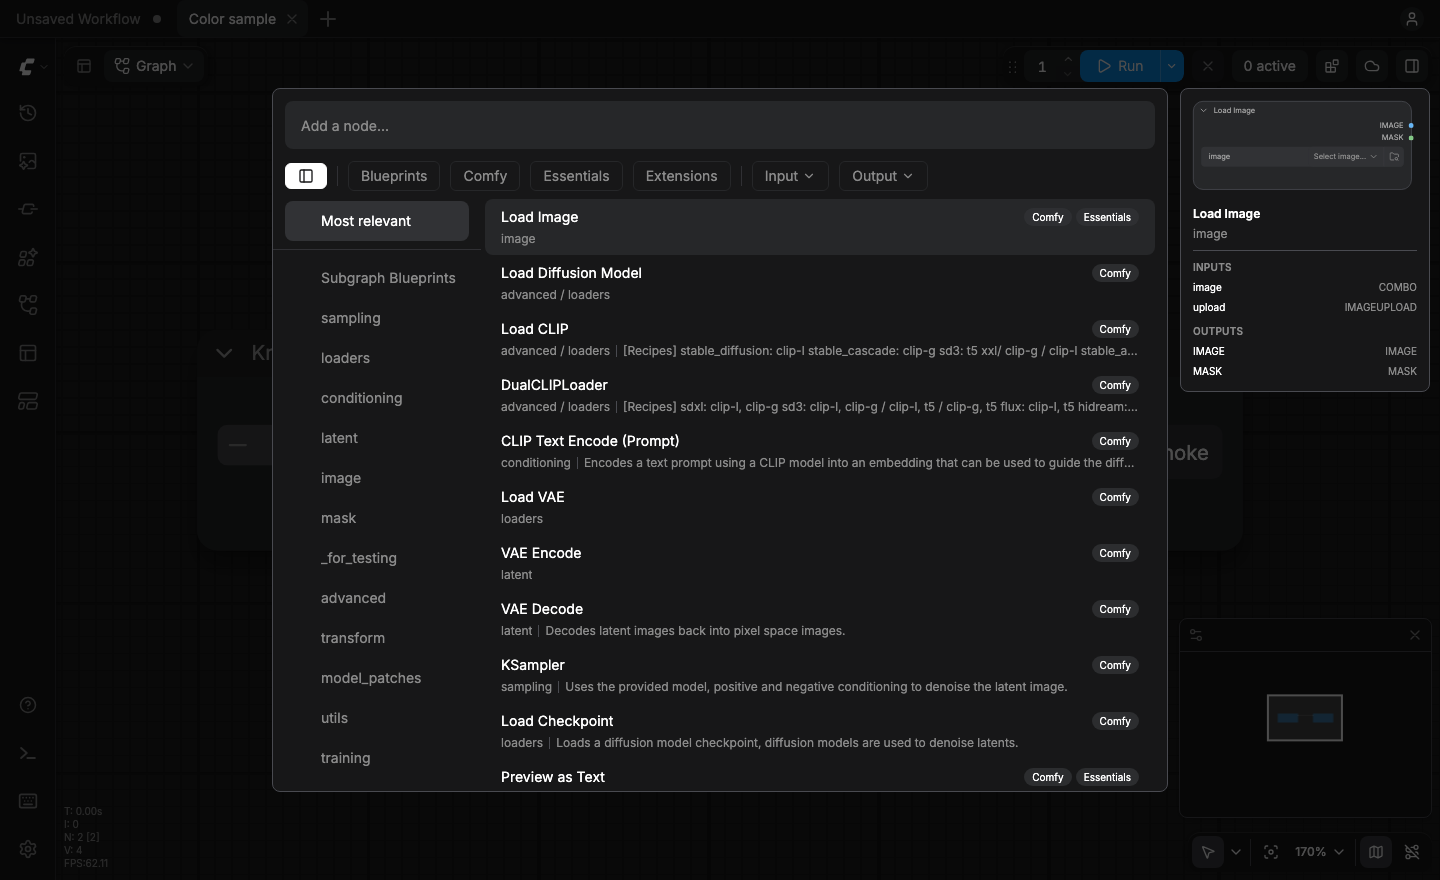 Unsaved Workflow
Color sample
Graph
1
Run
0 active
Add a node...
Blueprints
Comfy
Essentials
Extensions
Input
Output
Most relevant
Subgraph Blueprints
sampling
loaders
conditioning
latent
image
mask
_for_testing
advanced
transform
model_patches
utils
training
Load Image
Comfy
Essentials
image
Load Diffusion Model
Comfy
advanced / loaders
Load CLIP
Comfy
advanced / loaders | [Recipes] stable_diffusion: clip-l stable_cascade: clip-g sd3: t5 xxl/ clip-g / clip-l stable_a...
DualCLIPLoader
Comfy
advanced / loaders | [Recipes] sdxl: clip-l, clip-g sd3: clip-l, clip-g / clip-l, t5 / clip-g, t5 flux: clip-l, t5 hidream:...
CLIP Text Encode (Prompt)
Comfy
conditioning | Encodes a text prompt using a CLIP model into an embedding that can be used to guide the diff...
Load VAE
Comfy
loaders
VAE Encode
Comfy
latent
VAE Decode
Comfy
latent | Decodes latent images back into pixel space images.
KSampler
Comfy
sampling | Uses the provided model, positive and negative conditioning to denoise the latent image.
Load Checkpoint
Comfy
loaders | Loads a diffusion model checkpoint, diffusion models are used to denoise latents.
Preview as Text
Comfy
Essentials
Load Image
IMAGE
MASK
image
Select image...
Load Image
image
INPUTS
image COMBO
upload IMAGEUPLOAD
OUTPUTS
IMAGE IMAGE
MASK MASK
Kr
noke
T: 0.00s
I: 0
N: 2 [2]
V: 4
FPS:62.11
170%